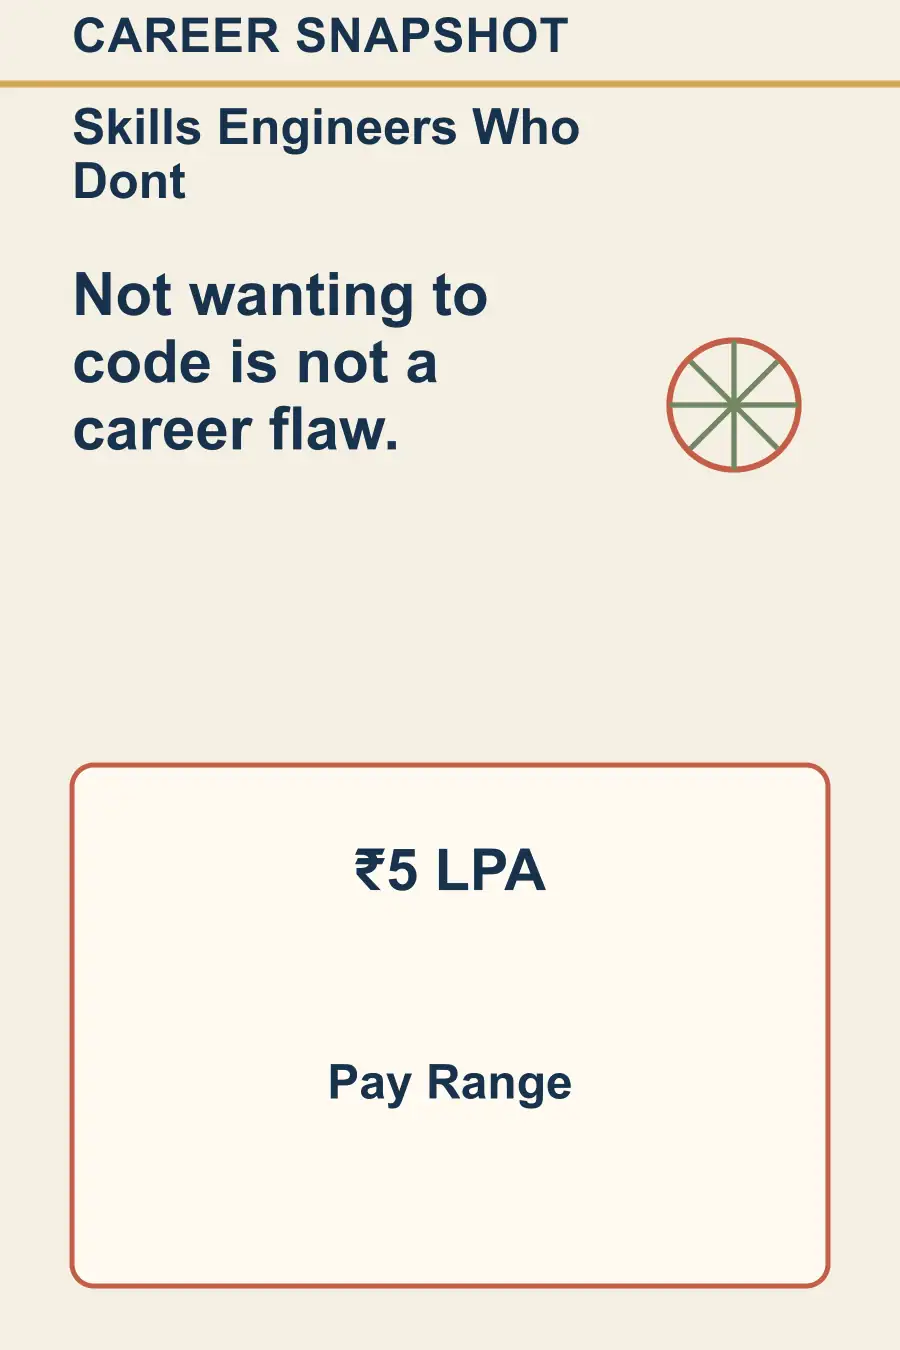 CAREER SNAPSHOT
Skills Engineers Who
Dont
Not wanting to
code is not a
career flaw.
₹5 LPA
Pay Range